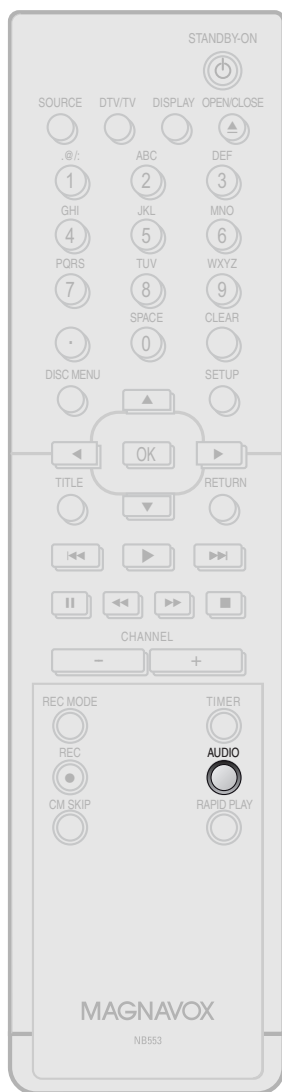 STANDBY-ON
SOURCE DTV/TV DISPLAY OPEN/CLOSE
.@/: ABC DEF
1 2 3
GHI JKL MNO
4 5 6
PQRS TUV WXYZ
7 8 9
SPACE CLEAR
· 0
DISC MENU SETUP
OK
TITLE RETURN
CHANNEL
− +
REC MODE TIMER
REC AUDIO
CM SKIP RAPID PLAY
MAGNAVOX
NB553